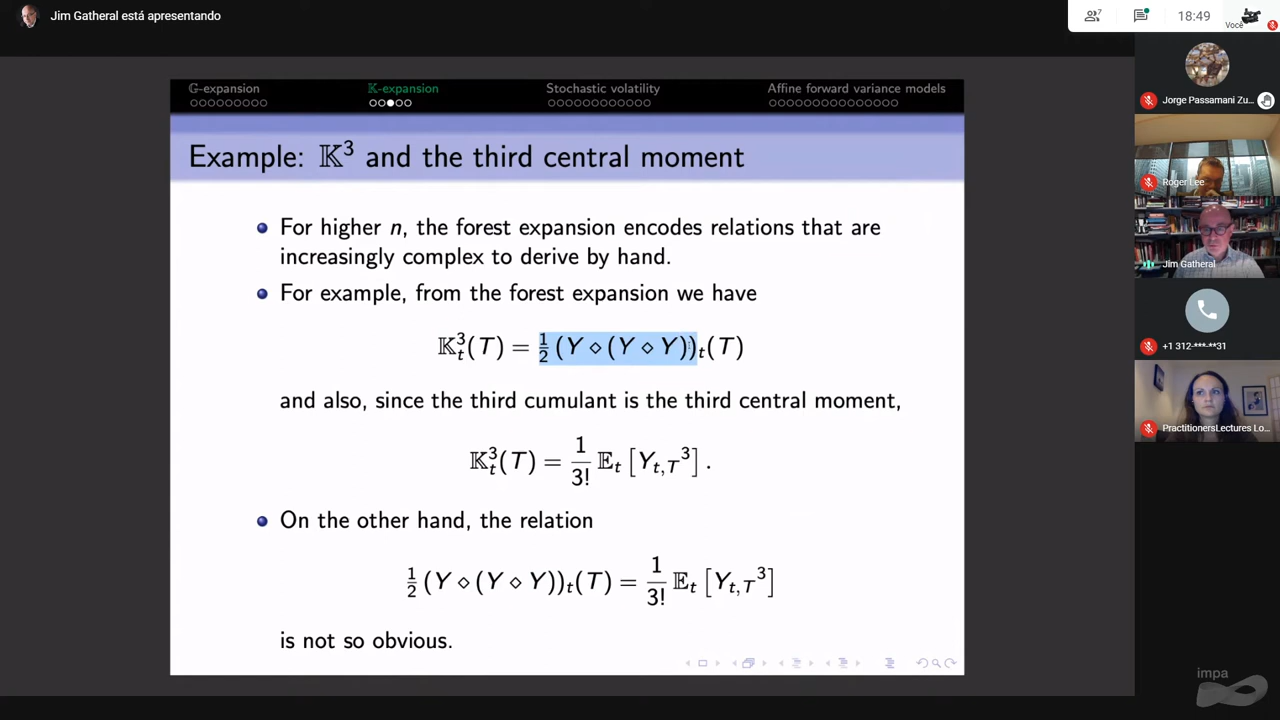 Jim Gatheral está apresentando
7
18:49
Você
𝔾-expansion
𝕂-expansion
Stochastic volatility
Affine forward variance models
Example: 𝕂³ and the third central moment
For higher n, the forest expansion encodes relations that are
increasingly complex to derive by hand.
For example, from the forest expansion we have
𝕂³ₜ(T) = ½ (Y ⋄ (Y ⋄ Y))ₜ(T)
and also, since the third cumulant is the third central moment,
𝕂³ₜ(T) = 1/3! 𝔼ₜ [Yₜ,T³].
On the other hand, the relation
½ (Y ⋄ (Y ⋄ Y))ₜ(T) = 1/3! 𝔼ₜ [Yₜ,T³]
is not so obvious.
Jorge Passamani Zu...
Roger Lee
Jim Gatheral
+1 312-***-**31
PractitionersLectures Lo...
impa